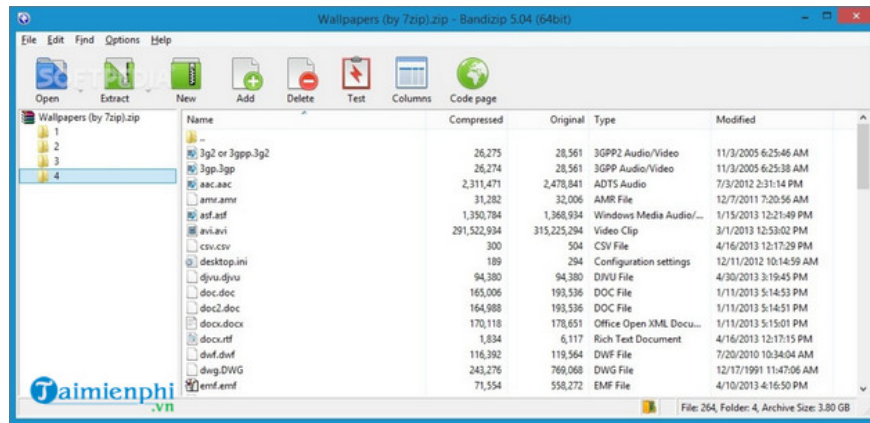 Wallpapers (by 7zip).zip - Bandizip 5.04 (64bit)
File Edit Find Options Help
SOFTPEDIA
Open Extract New Add Delete Test Columns Code page
Wallpapers (by 7zip).zip
1
2
3
4
Name Compressed Original Type Modified
..
3g2 or 3gpp.3g2 26,275 28,561 3GPP2 Audio/Video 11/3/2005 6:25:46 AM
3gp.3gp 26,274 28,561 3GPP Audio/Video 11/3/2005 6:25:38 AM
aac.aac 2,311,471 2,478,841 ADTS Audio 7/3/2012 2:31:14 PM
amr.amr 31,282 32,006 AMR File 12/7/2011 7:20:56 AM
asf.asf 1,350,784 1,368,934 Windows Media Audio/... 1/15/2013 12:21:49 PM
avi.avi 291,522,934 315,225,294 Video Clip 3/1/2013 12:53:02 PM
csv.csv 300 504 CSV File 4/16/2013 12:17:29 PM
desktop.ini 189 294 Configuration settings 12/11/2012 10:14:59 AM
djvu.djvu 94,380 94,380 DJVU File 4/30/2013 3:19:45 PM
doc.doc 165,006 193,536 DOC File 1/11/2013 5:14:53 PM
doc2.doc 164,988 193,536 DOC File 1/11/2013 5:14:51 PM
docx.docx 170,118 178,651 Office Open XML Docu... 1/11/2013 5:15:01 PM
docx.rtf 1,834 6,117 Rich Text Document 4/16/2013 12:17:15 PM
dwf.dwf 116,392 119,564 DWF File 7/20/2010 10:34:04 AM
dwg.DWG 243,276 769,068 DWG File 12/17/1991 11:47:06 AM
emf.emf 71,554 558,272 EMF File 4/10/2013 4:16:50 PM
Taimienphi
.vn
File: 264, Folder: 4, Archive Size: 3.80 GB